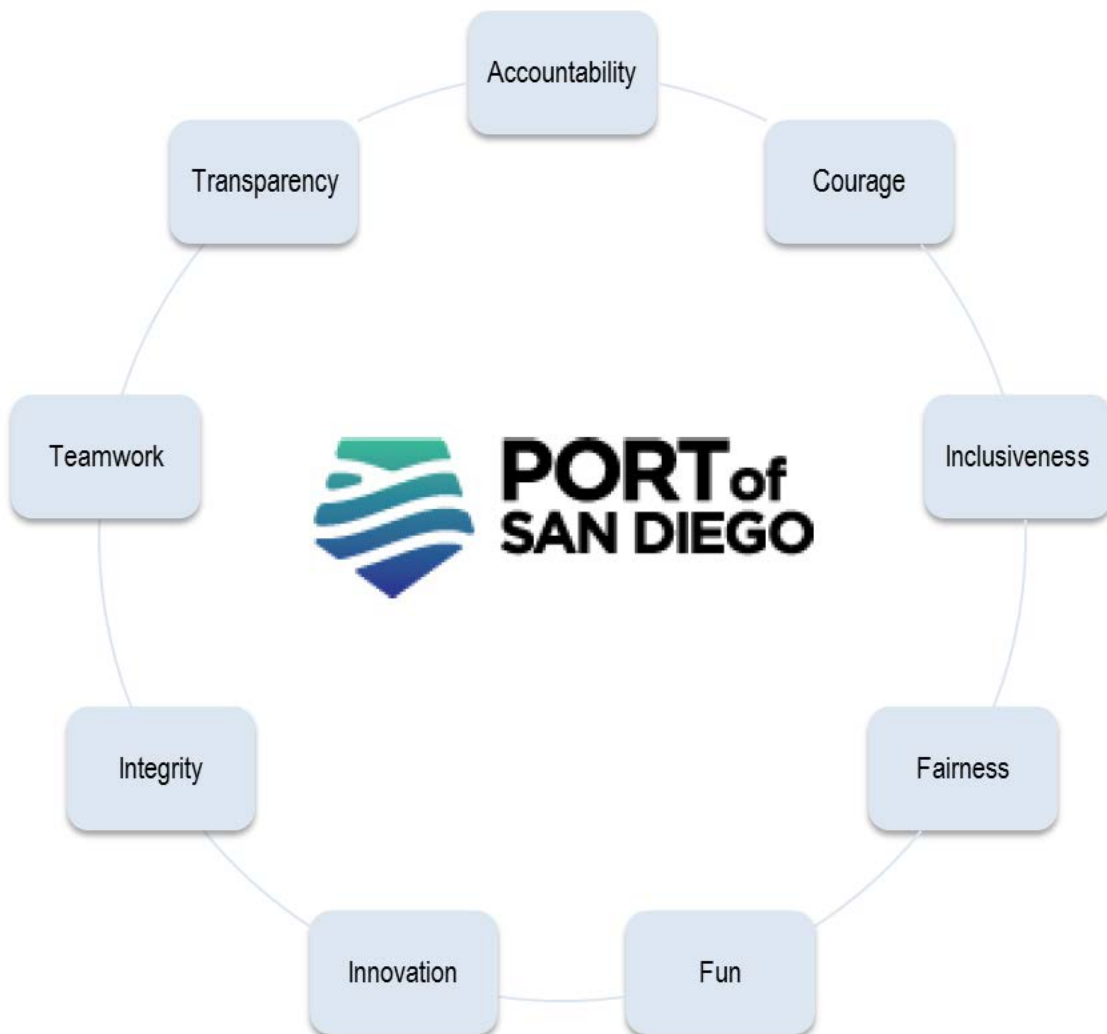 Accountability
Courage
Inclusiveness
Fairness
Fun
Innovation
Integrity
Teamwork
Transparency
PORT of
SAN DIEGO